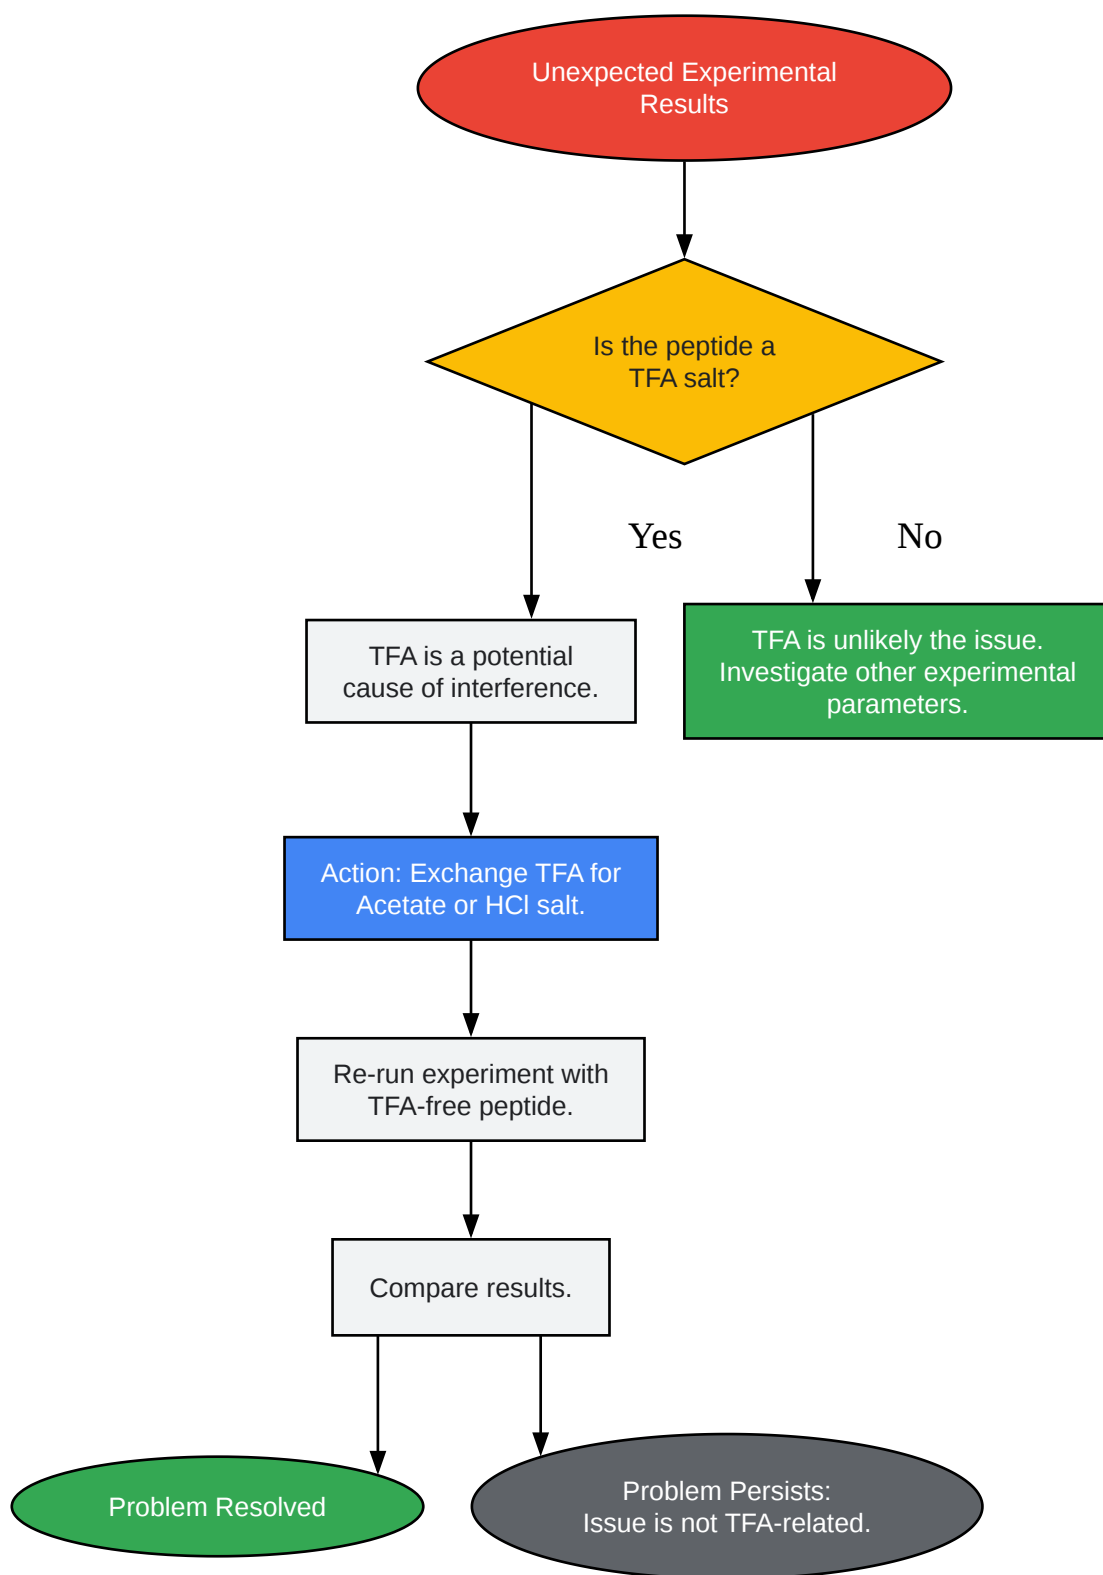 Unexpected Experimental
Results
Is the peptide a
TFA salt?
Yes
No
TFA is a potential
cause of interference.
TFA is unlikely the issue.
Investigate other experimental
parameters.
Action: Exchange TFA for
Acetate or HCl salt.
Re-run experiment with
TFA-free peptide.
Compare results.
Problem Resolved
Problem Persists:
Issue is not TFA-related.